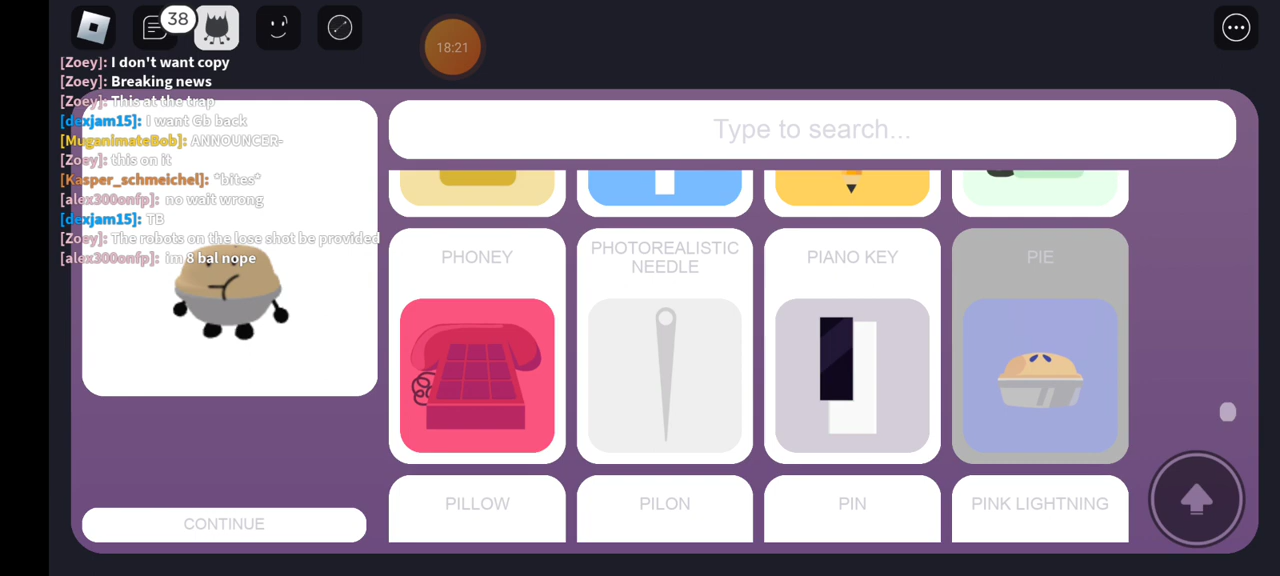 38
18:21
[Zoey]: I don't want copy
[Zoey]: Breaking news
[Zoey]: This at the trap
[dexjam15]: I want Gb back
[MuganimateBob]: ANNOUNCER-
[Zoey]: this on it
[Kasper_schmeichel]: *bites*
[alex300onfp]: no wait wrong
[dexjam15]: TB
[Zoey]: The robots on the lose shot be provided
[alex300onfp]: im 8 bal nope
CONTINUE
Type to search...
PHONEY
PHOTOREALISTIC
NEEDLE
PIANO KEY
PIE
PILLOW
PILON
PIN
PINK LIGHTNING